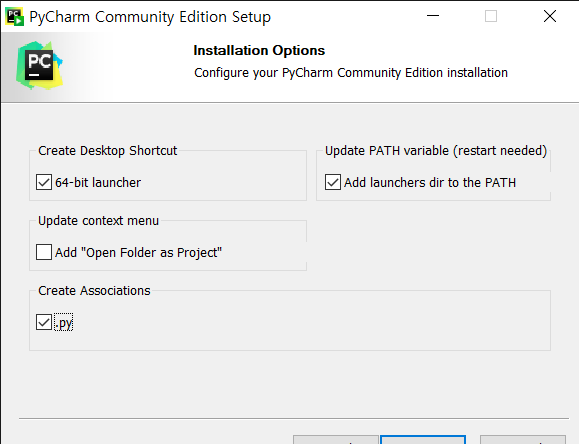 PyCharm Community Edition Setup
PC
Installation Options
Configure your PyCharm Community Edition installation
Create Desktop Shortcut
Update PATH variable (restart needed)
64-bit launcher
Add launchers dir to the PATH
Update context menu
Add "Open Folder as Project"
Create Associations
.py